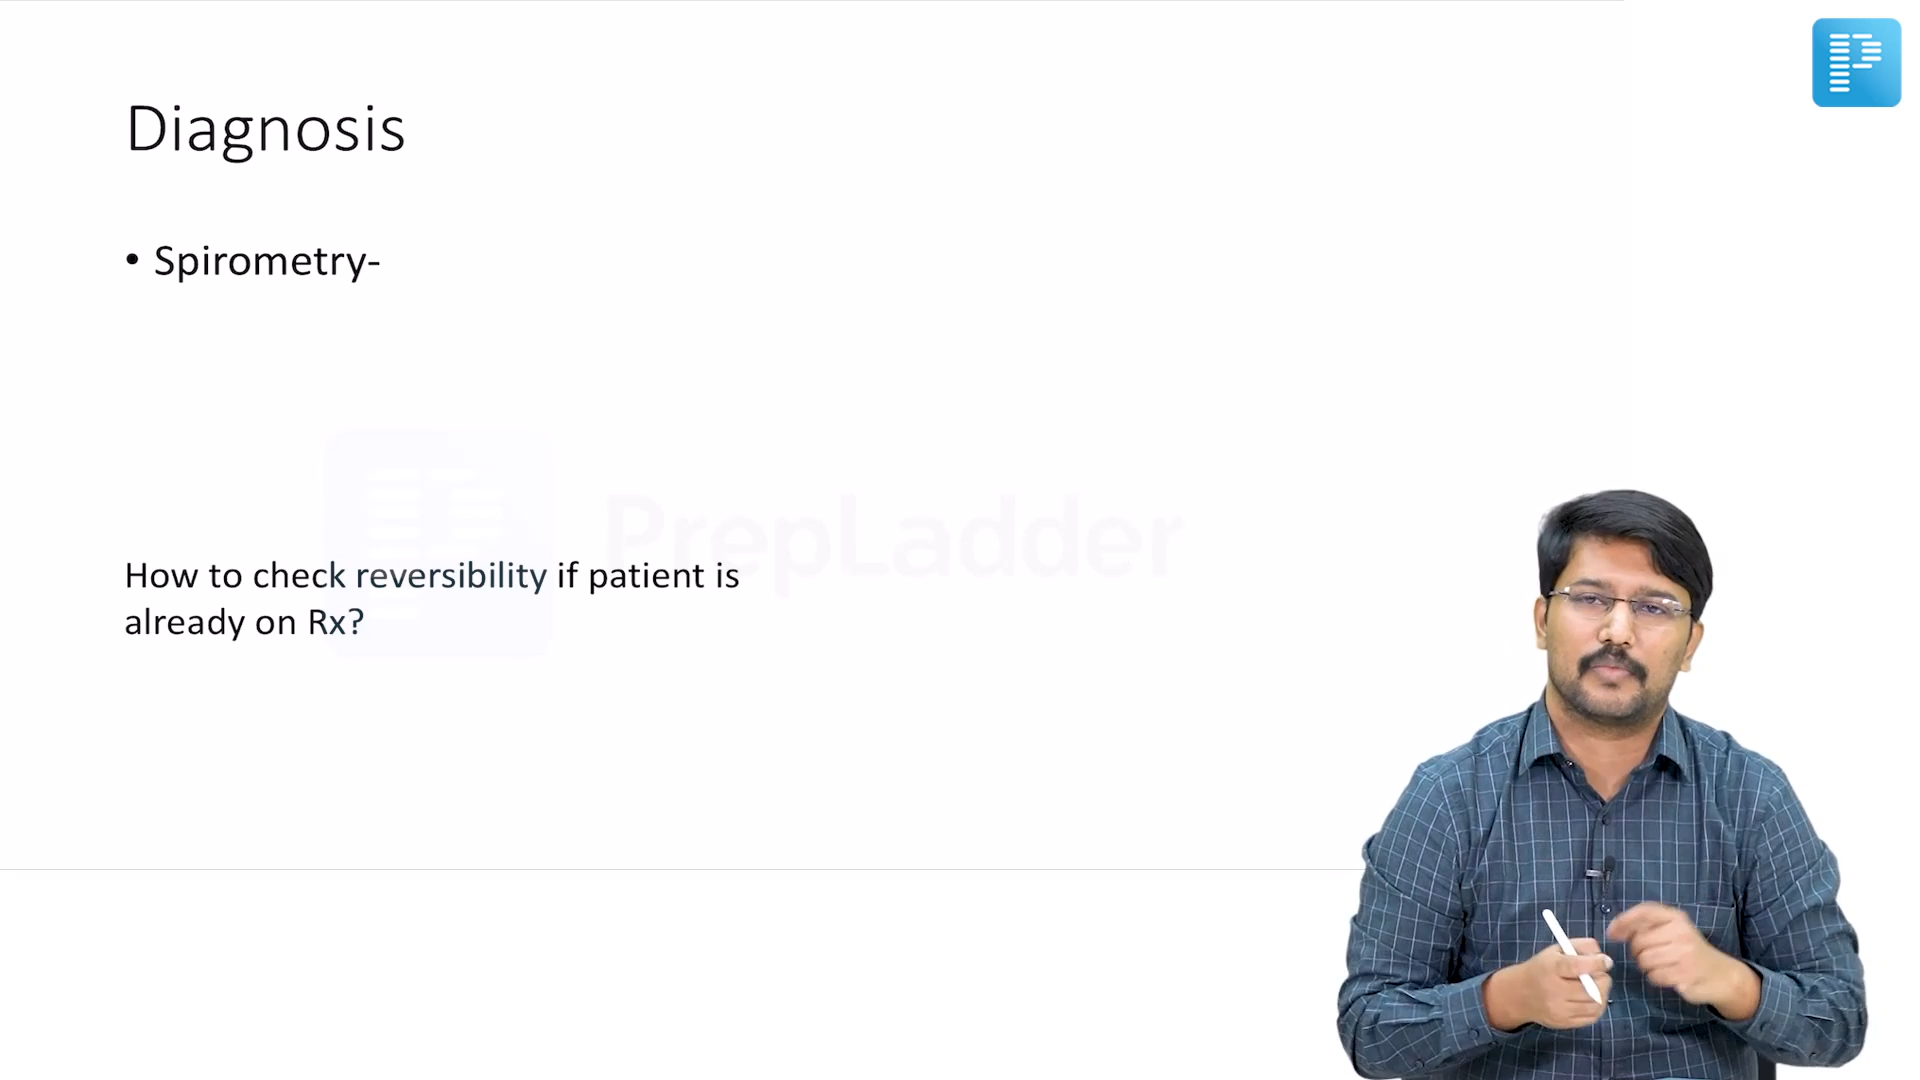 Diagnosis
• Spirometry-
PrepLadder
How to check reversibility if patient is
already on Rx?